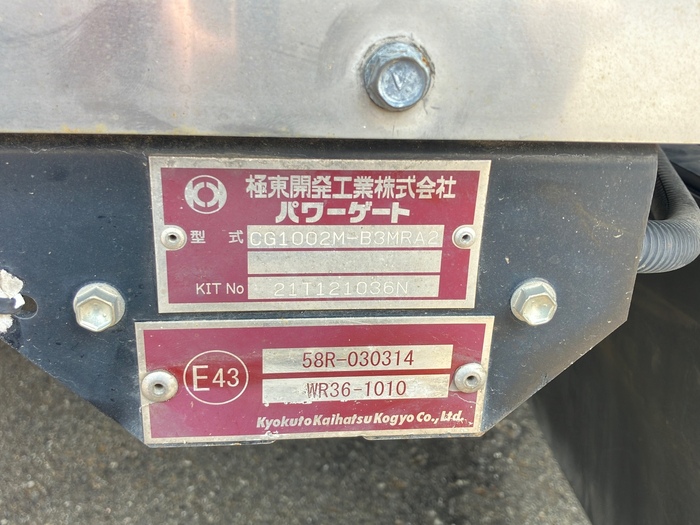 極東開発工業株式会社
パワーゲート
型 式 CG1002M-B3MRA2
KIT No 21T121036N
E43
58R-030314
WR36-1010
Kyokuto Kaihatsu Kogyo Co., Ltd.